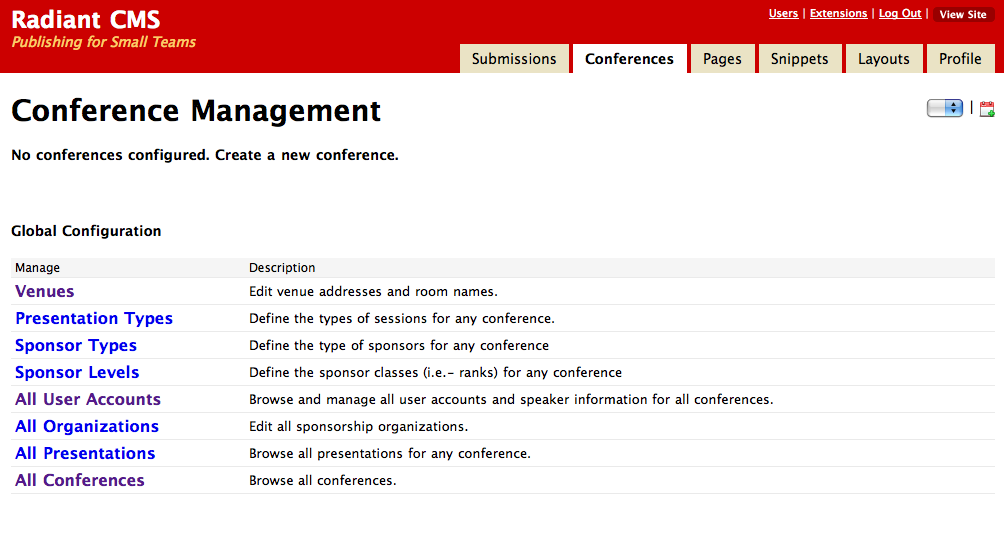 Radiant CMS
Publishing for Small Teams
Users | Extensions | Log Out | View Site
Submissions Conferences Pages Snippets Layouts Profile
Conference Management
|
No conferences configured. Create a new conference.
Global Configuration
Manage Description
Venues Edit venue addresses and room names.
Presentation Types Define the types of sessions for any conference.
Sponsor Types Define the type of sponsors for any conference
Sponsor Levels Define the sponsor classes (i.e.- ranks) for any conference
All User Accounts Browse and manage all user accounts and speaker information for all conferences.
All Organizations Edit all sponsorship organizations.
All Presentations Browse all presentations for any conference.
All Conferences Browse all conferences.